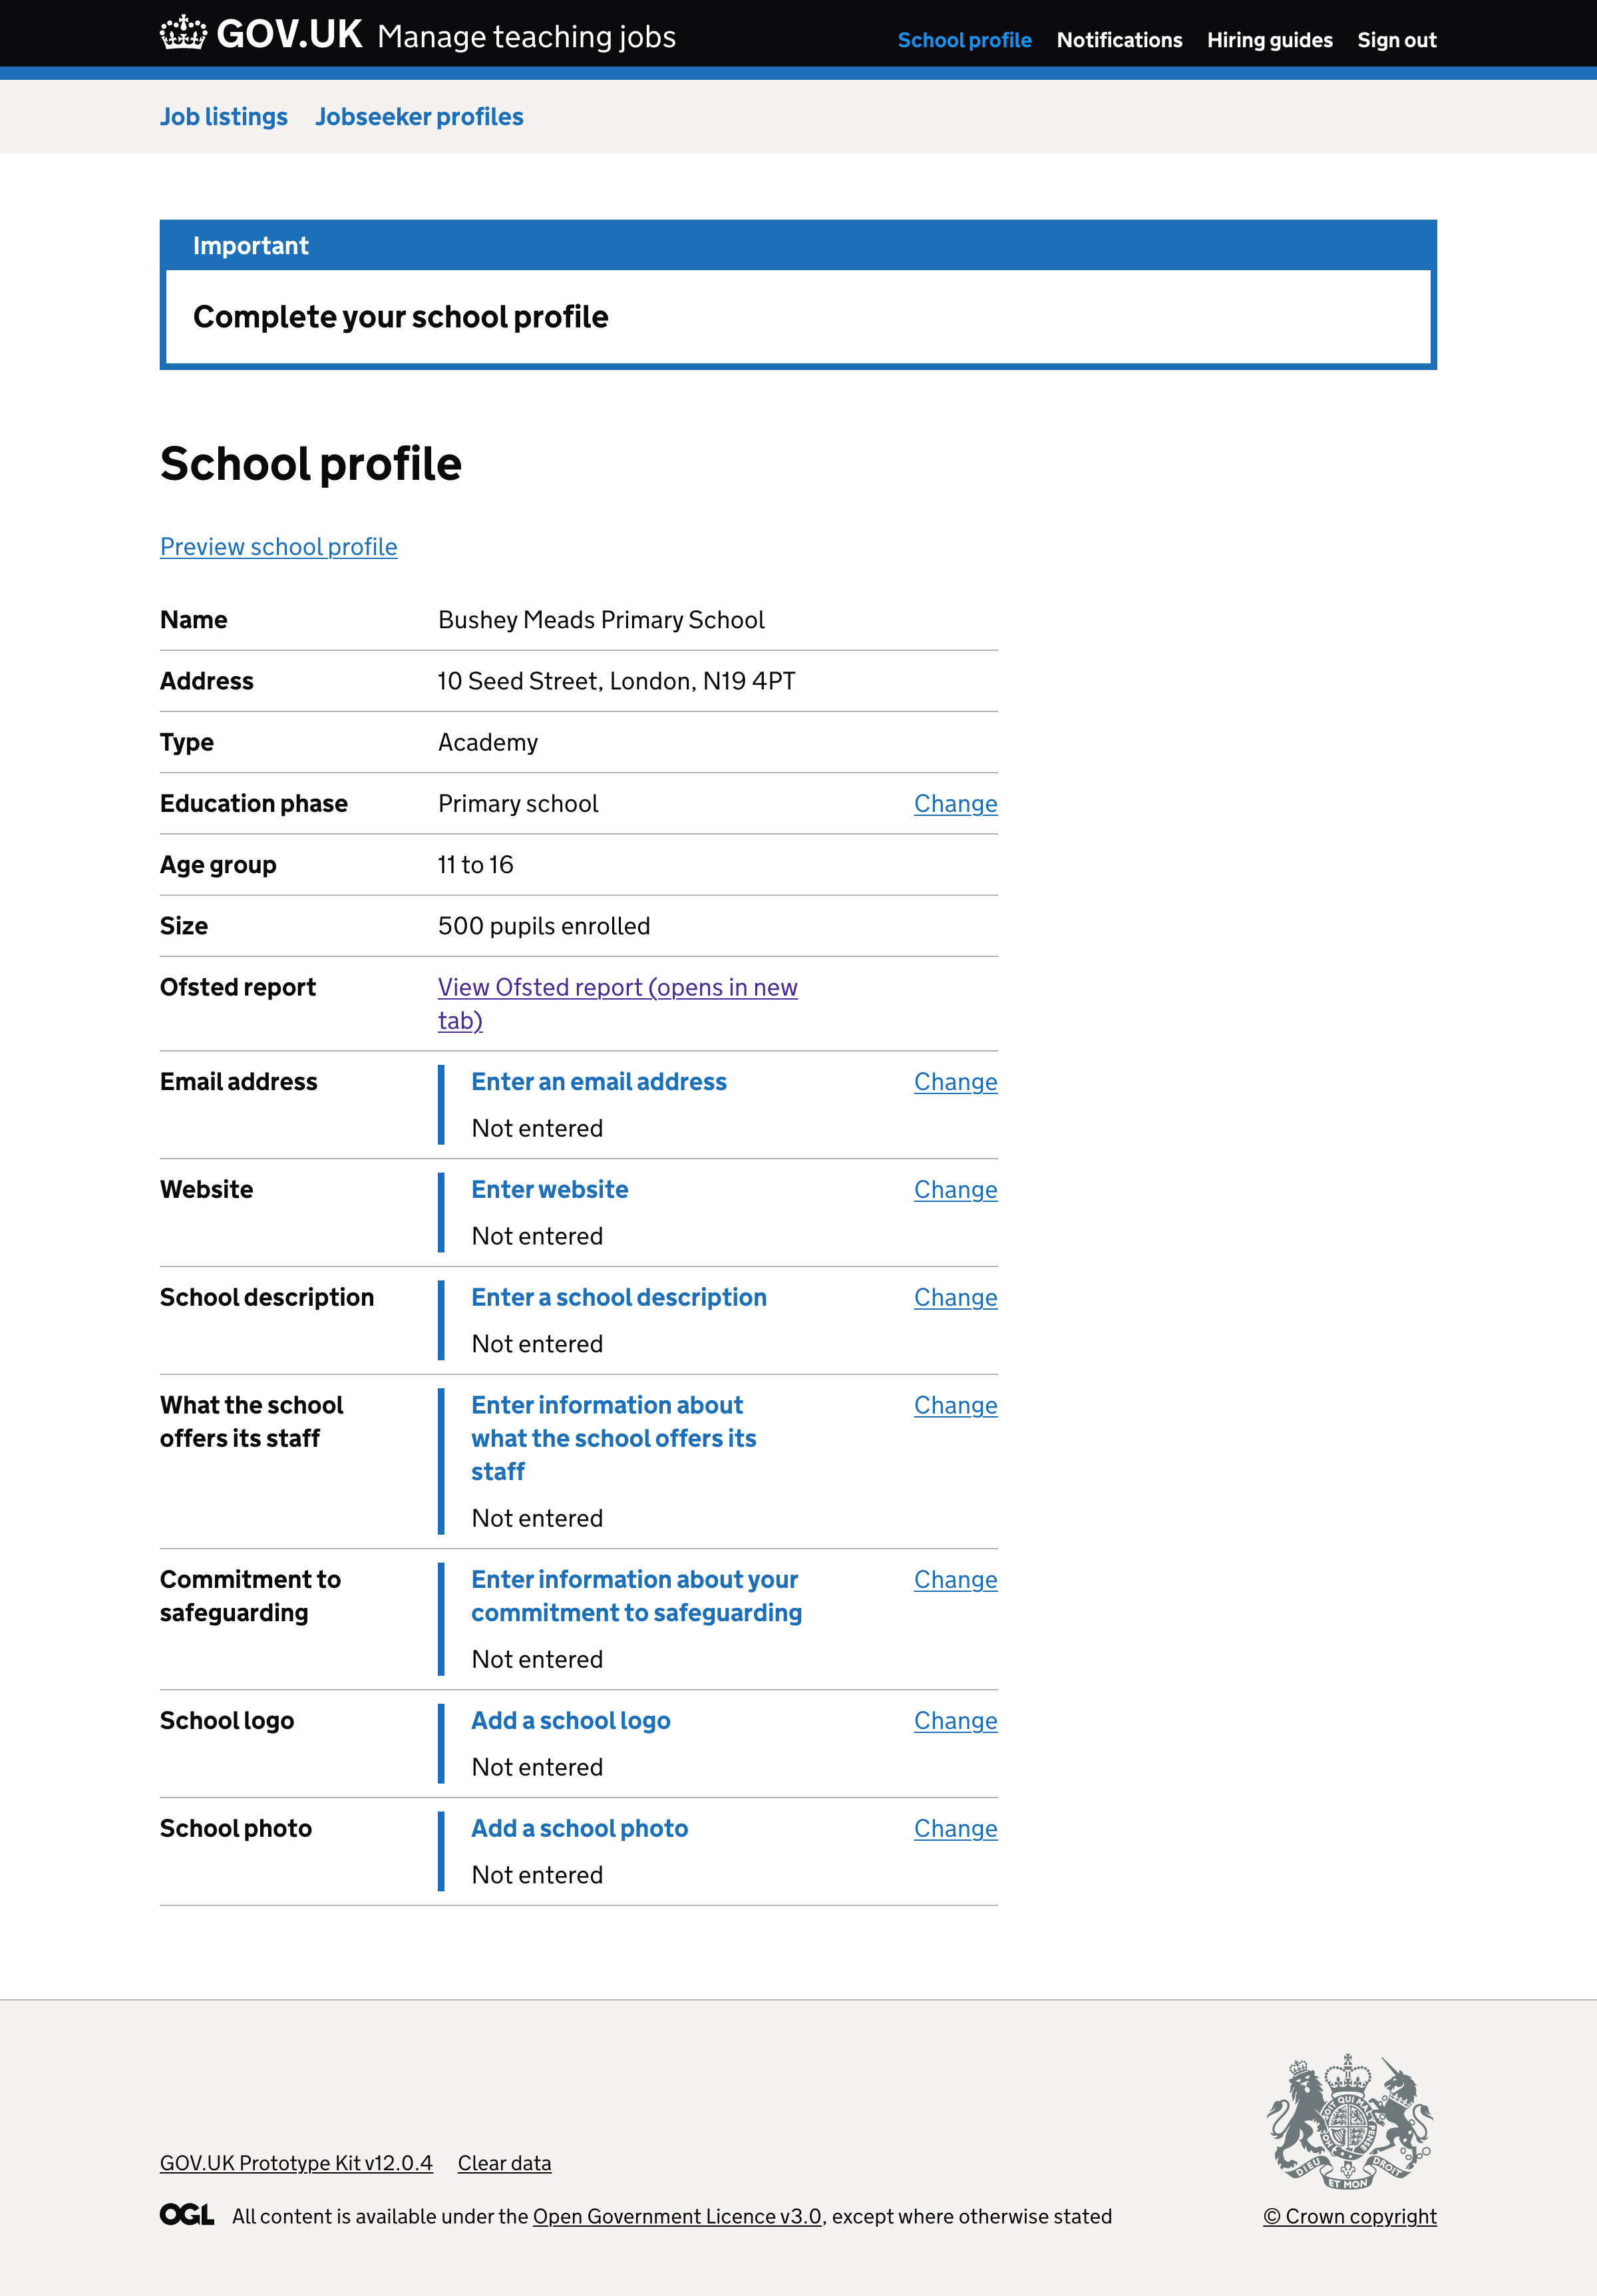 GOV.UK Manage teaching jobs
School profile Notifications Hiring guides Sign out
Job listings Jobseeker profiles
Important
Complete your school profile
School profile
Preview school profile
Name Bushey Meads Primary School
Address 10 Seed Street, London, N19 4PT
Type Academy
Education phase Primary school Change
Age group 11 to 16
Size 500 pupils enrolled
Ofsted report View Ofsted report (opens in new
tab)
Email address Enter an email address Change
Not entered
Website Enter website Change
Not entered
School description Enter a school description Change
Not entered
What the school Enter information about Change
offers its staff what the school offers its
staff
Not entered
Commitment to Enter information about your Change
safeguarding commitment to safeguarding
Not entered
School logo Add a school logo Change
Not entered
School photo Add a school photo Change
Not entered
DIEU ET MON DROIT
GOV.UK Prototype Kit v12.0.4 Clear data
OGL All content is available under the Open Government Licence v3.0, except where otherwise stated
© Crown copyright